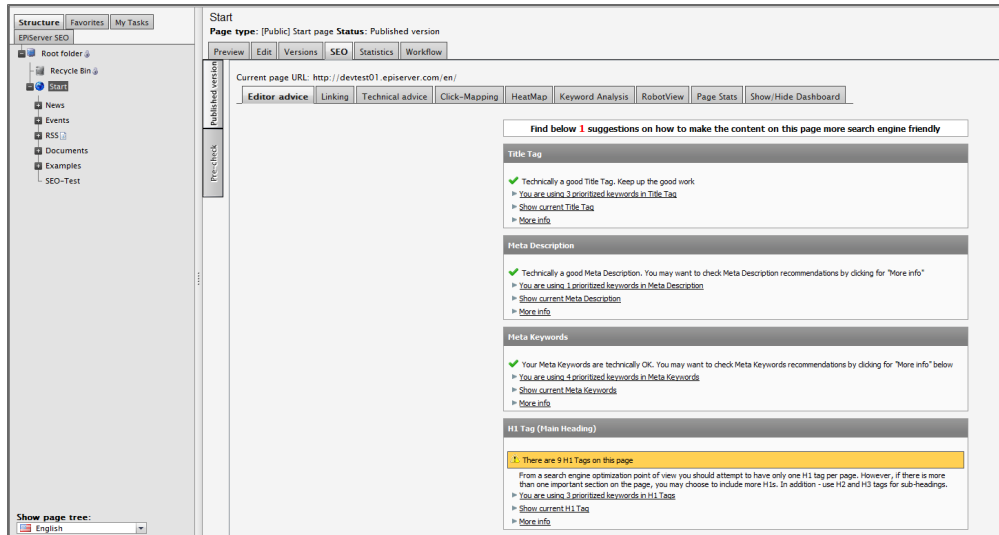 Structure Favorites My Tasks
EPiServer SEO
Root folder
Recycle Bin
Start
News
Events
RSS
Documents
Examples
SEO-Test
Show page tree:
English
Start
Page type: [Public] Start page Status: Published version
Preview Edit Versions SEO Statistics Workflow
Published version
Pre-check
Current page URL: http://devtest01.episerver.com/en/
Editor advice Linking Technical advice Click-Mapping HeatMap Keyword Analysis RobotView Page Stats Show/Hide Dashboard
Find below 1 suggestions on how to make the content on this page more search engine friendly
Title Tag
Technically a good Title Tag. Keep up the good work
You are using 3 prioritized keywords in Title Tag
Show current Title Tag
More info
Meta Description
Technically a good Meta Description. You may want to check Meta Description recommendations by clicking for "More info"
You are using 1 prioritized keywords in Meta Description
Show current Meta Description
More info
Meta Keywords
Your Meta Keywords are technically OK. You may want to check Meta Keywords recommendations by clicking for "More info" below
You are using 4 prioritized keywords in Meta Keywords
Show current Meta Keywords
More info
H1 Tag (Main Heading)
There are 9 H1 Tags on this page
From a search engine optimization point of view you should attempt to have only one H1 tag per page. However, if there is more
than one important section on the page, you may choose to include more H1s. In addition - use H2 and H3 tags for sub-headings.
You are using 3 prioritized keywords in H1 Tags
Show current H1 Tag
More info